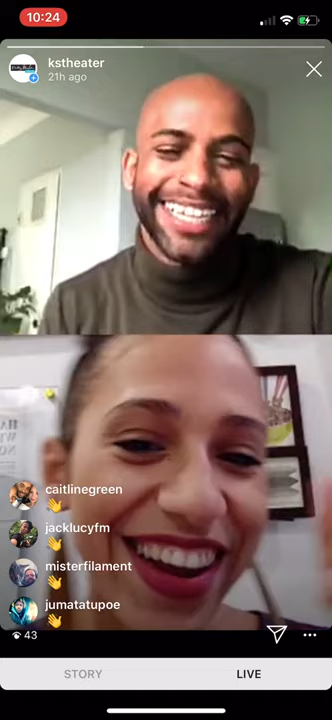 10:24
kstheater
21h ago
caitlinegreen
jacklucyfm
misterfilament
jumatatupoe
43
STORY
LIVE